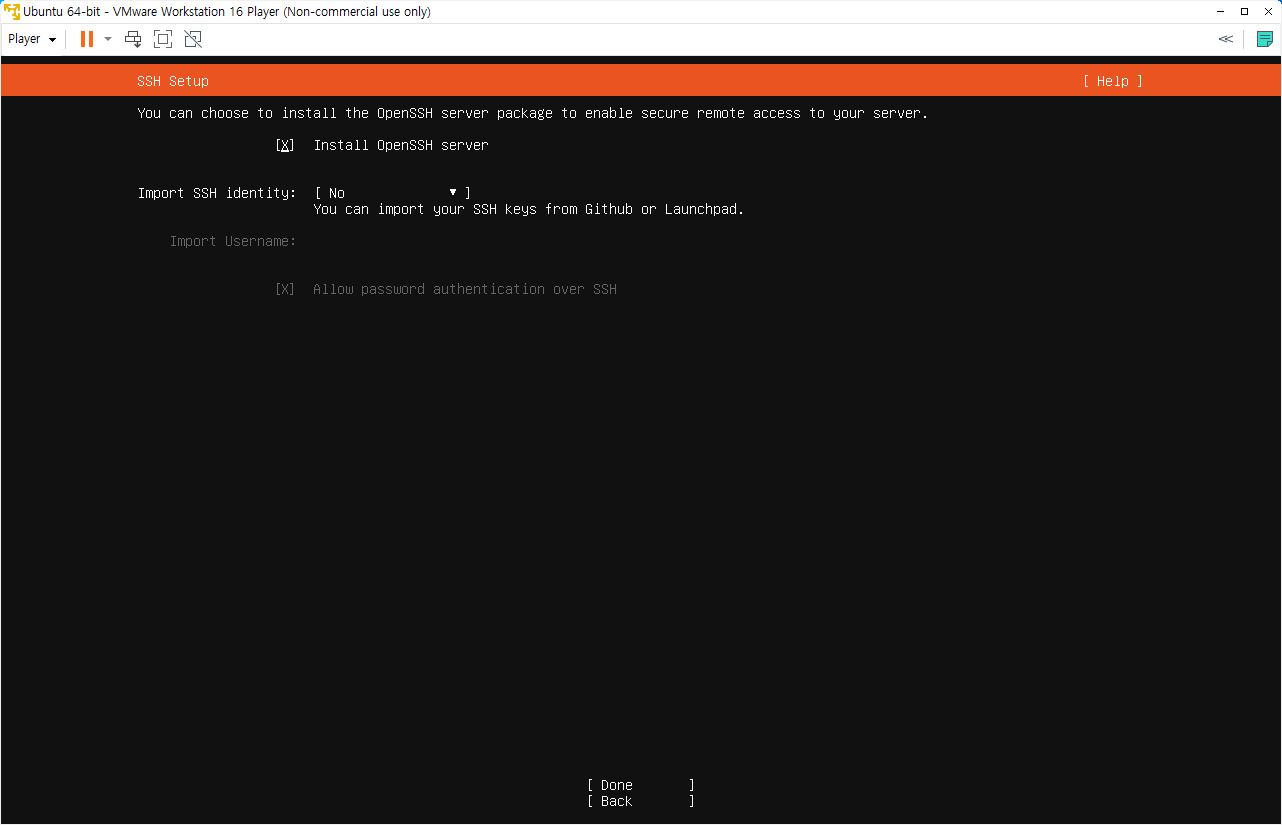 Ubuntu 64-bit - VMware Workstation 16 Player (Non-commercial use only)
Player
SSH Setup [ Help ]
You can choose to install the OpenSSH server package to enable secure remote access to your server.
[X] Install OpenSSH server
Import SSH identity: [ No ▼ ]
You can import your SSH keys from Github or Launchpad.
Import Username:
[X] Allow password authentication over SSH
[ Done ]
[ Back ]